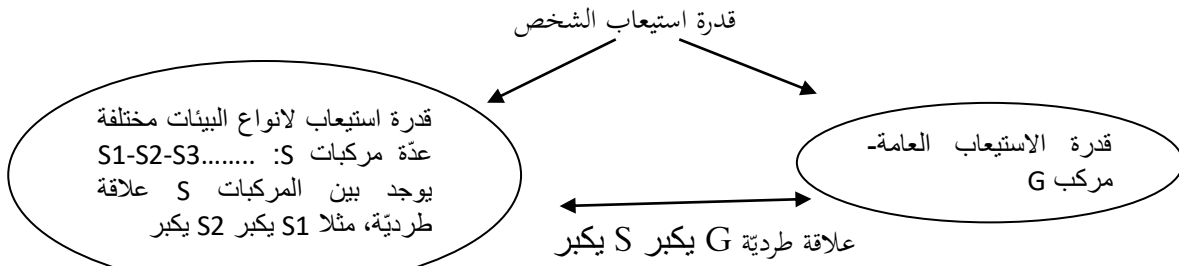 قدرة استيعاب الشخص
قدرة استيعاب لانواع البيئات مختلفة
عدّة مركبات S: ........S1-S2-S3
يوجد بين المركبات S علاقة
طرديّة، مثلا S1 يكبر S2 يكبر
قدرة الاستيعاب العامة-
مركب G
علاقة طرديّة G يكبر S يكبر